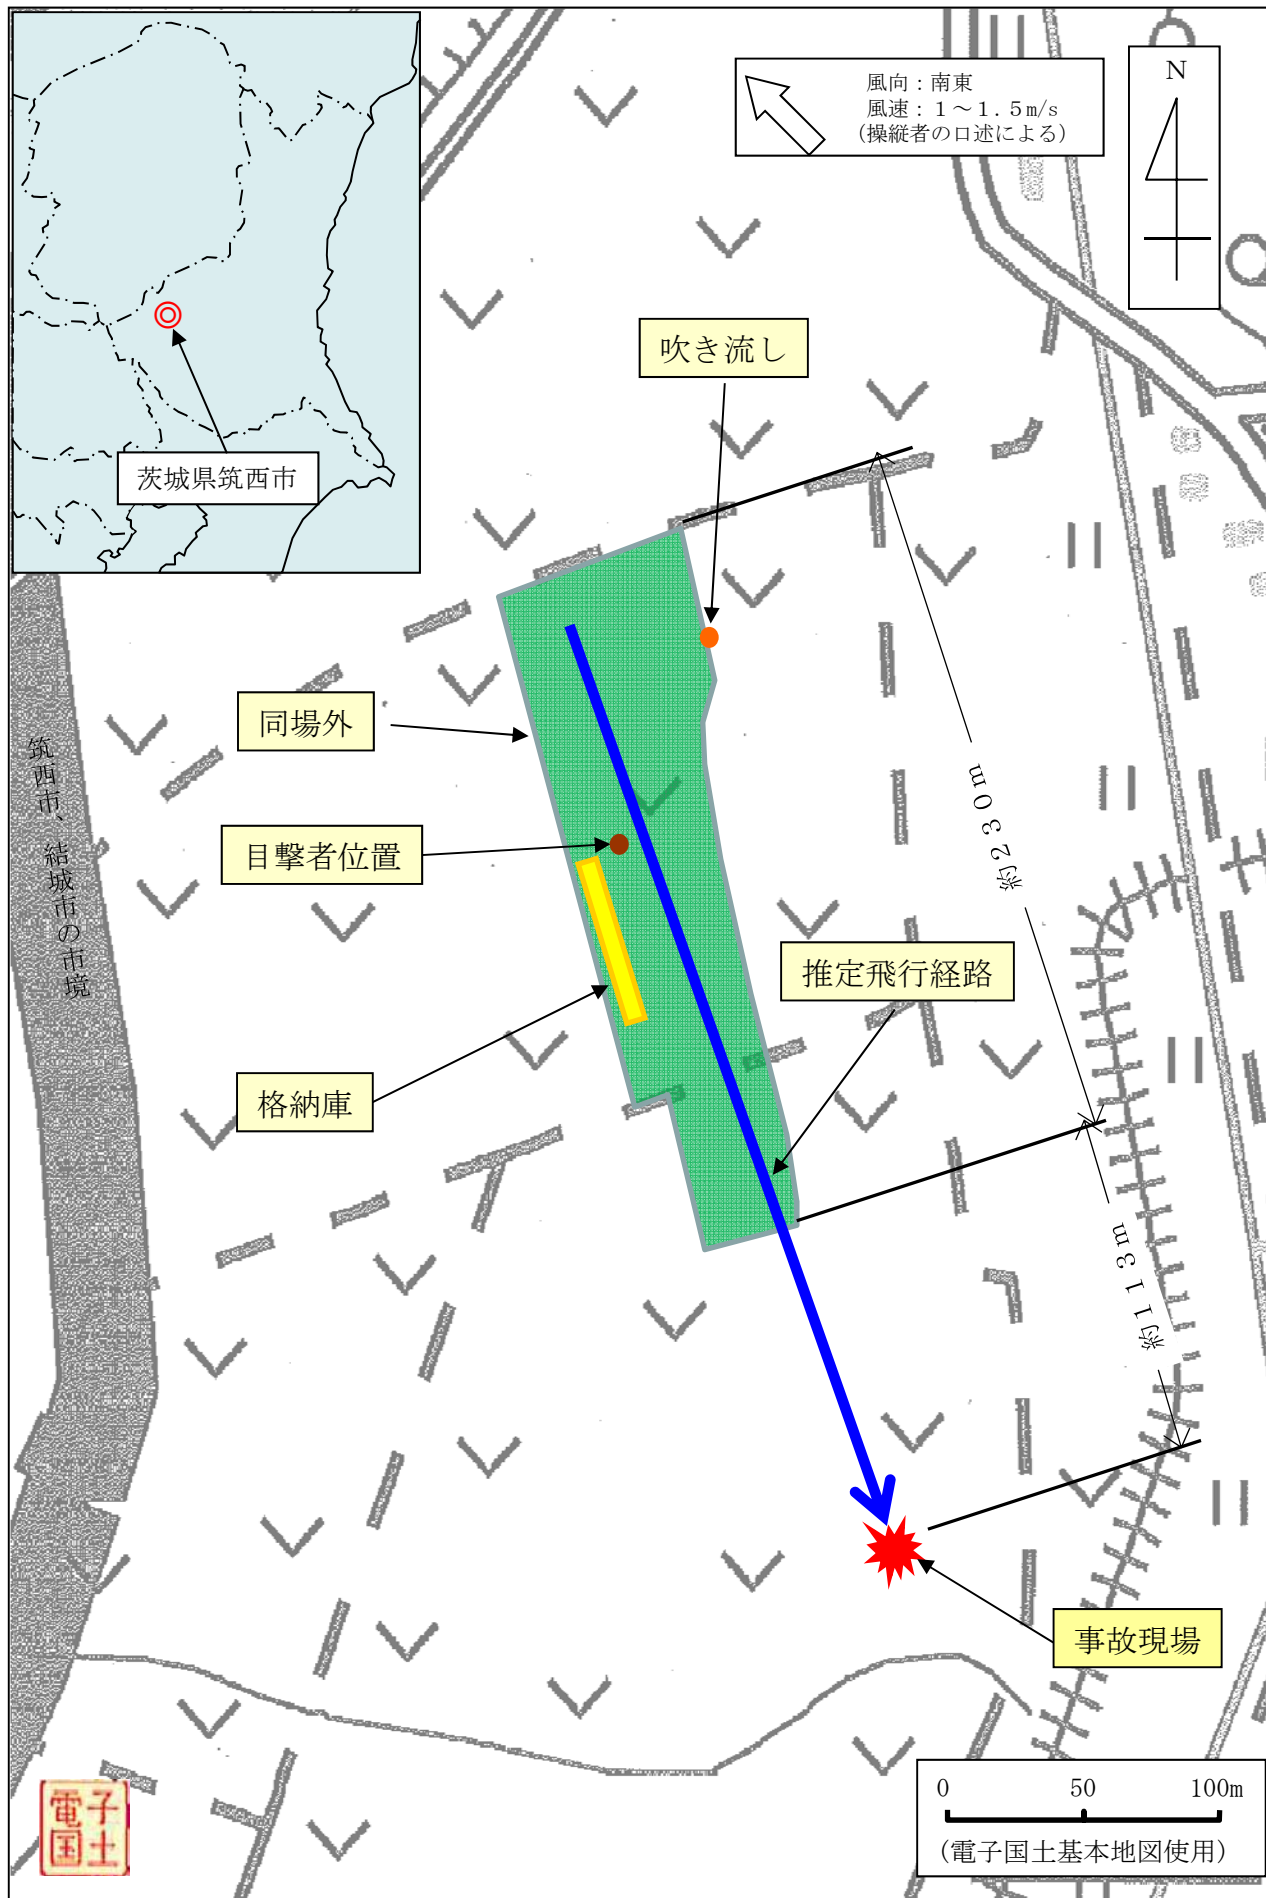 風向：南東
風速：１～１.５m/s
（操縦者の口述による）
N
吹き流し
茨城県筑西市
同場外
筑西市、結城市の市境
目撃者位置
約２３０m
推定飛行経路
格納庫
約１１３m
事故現場
0 50 100m
（電子国土基本地図使用）
電子
国土